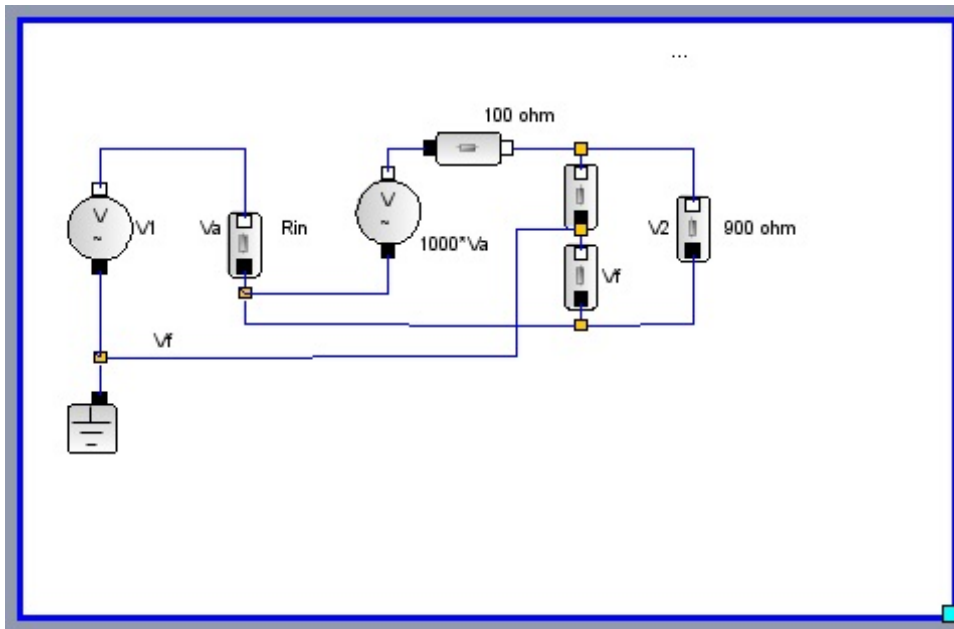 ...
100 ohm
V
~
V1
Va
Rin
V
~
1000*Va
V2
900 ohm
Vf
Vf